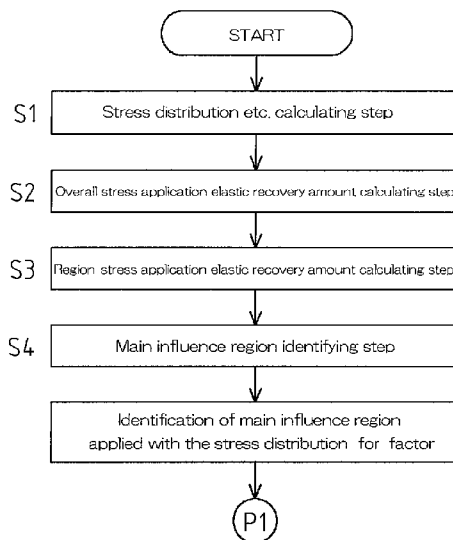 START
S1 Stress distribution etc. calculating step
S2 Overall stress application elastic recovery amount calculating step
S3 Region stress application elastic recovery amount calculating step
S4 Main influence region identifying step
Identification of main influence region
applied with the stress distribution for factor
P1